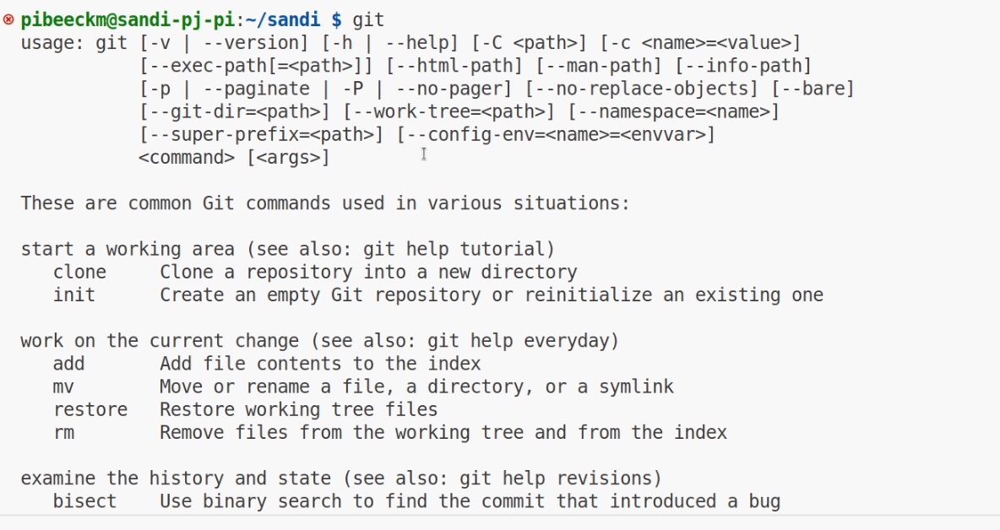 pibeeckm@sandi-pj-pi:~/sandi $ git
usage: git [-v | --version] [-h | --help] [-C <path>] [-c <name>=<value>]
           [--exec-path[=<path>]] [--html-path] [--man-path] [--info-path]
           [-p | --paginate | -P | --no-pager] [--no-replace-objects] [--bare]
           [--git-dir=<path>] [--work-tree=<path>] [--namespace=<name>]
           [--super-prefix=<path>] [--config-env=<name>=<envvar>]
           <command> [<args>]

These are common Git commands used in various situations:

start a working area (see also: git help tutorial)
   clone     Clone a repository into a new directory
   init      Create an empty Git repository or reinitialize an existing one

work on the current change (see also: git help everyday)
   add       Add file contents to the index
   mv        Move or rename a file, a directory, or a symlink
   restore   Restore working tree files
   rm        Remove files from the working tree and from the index

examine the history and state (see also: git help revisions)
   bisect    Use binary search to find the commit that introduced a bug